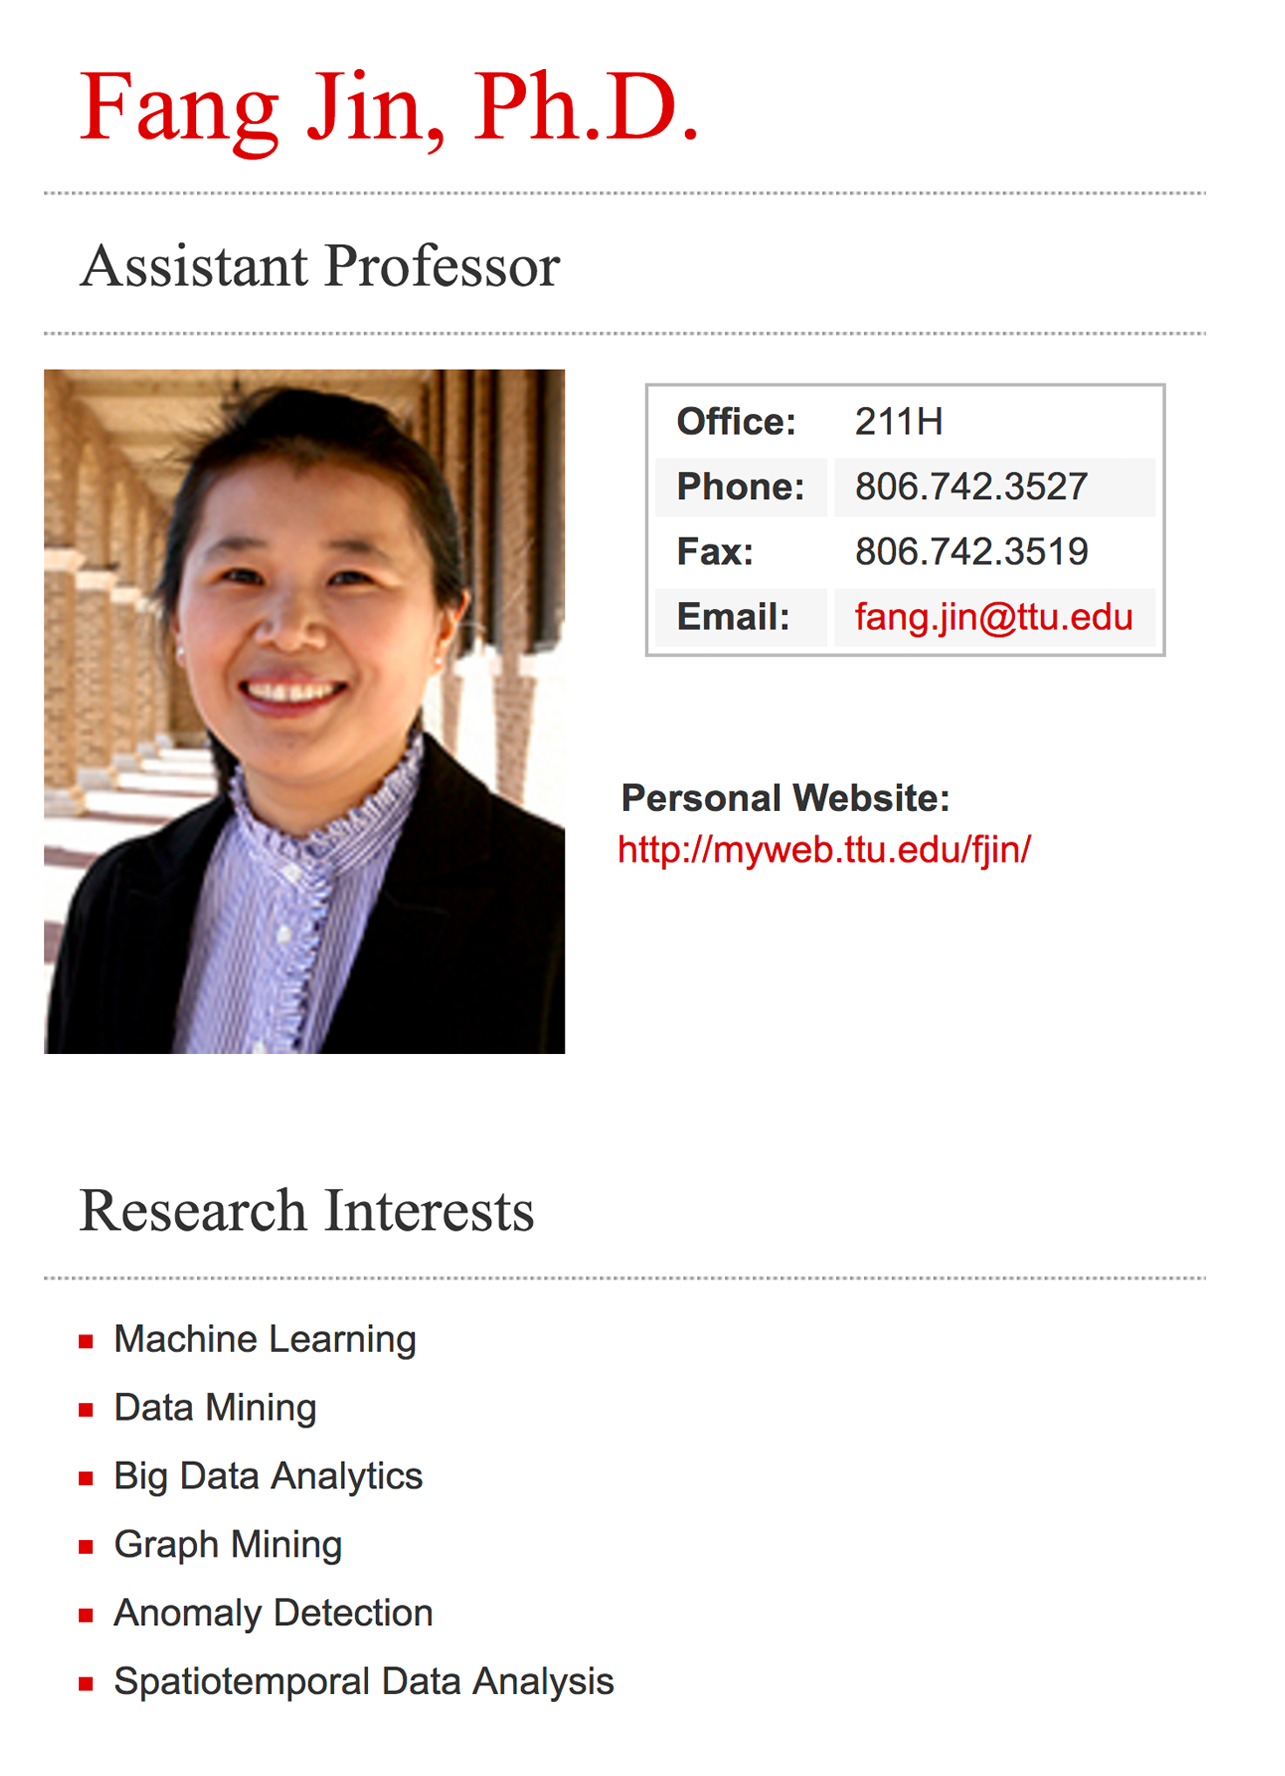 Fang Jin, Ph.D.
Assistant Professor
Office: 211H
Phone: 806.742.3527
Fax: 806.742.3519
Email: fang.jin@ttu.edu
Personal Website:
http://myweb.ttu.edu/fjin/
Research Interests
Machine Learning
Data Mining
Big Data Analytics
Graph Mining
Anomaly Detection
Spatiotemporal Data Analysis